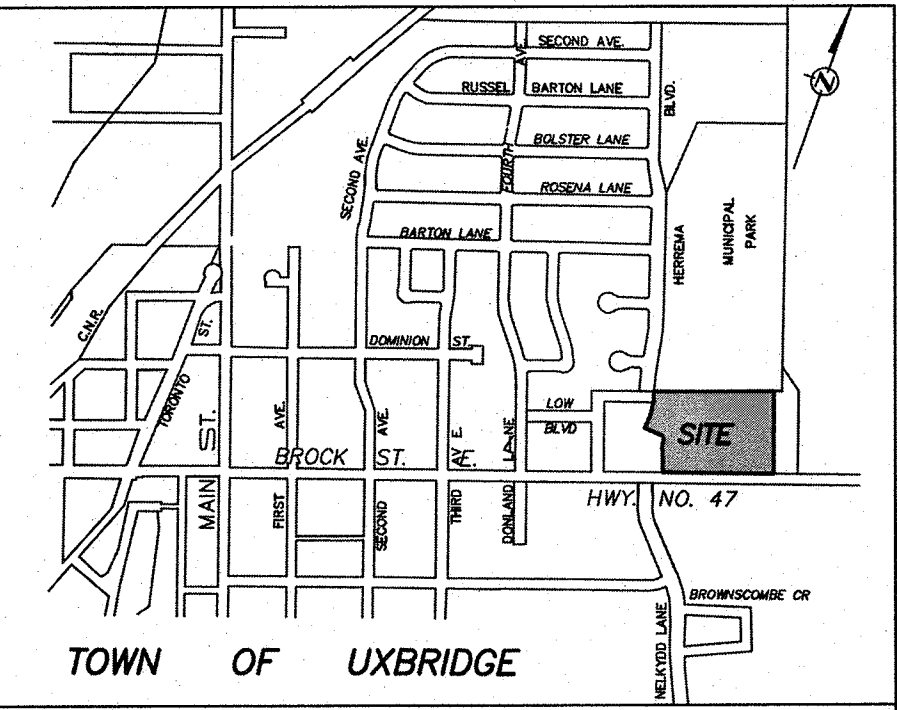 SECOND AVE.
AVE.
RUSSEL
BARTON LANE
BLVD.
N
BOLSTER LANE
FOURTH
SECOND AVE.
ROSENA LANE
BARTON LANE
HERREMA
MUNICIPAL
PARK
C.N.R.
ST.
TORONTO
DOMINION ST.
LOW
BLVD
SITE
MAIN ST.
FIRST AVE.
BROCK ST. E.
SECOND AVE.
THIRD AVE.
DONLAND LANE
HWY. NO. 47
BROWNSCOMBE CR
NELKYDD LANE
TOWN OF UXBRIDGE